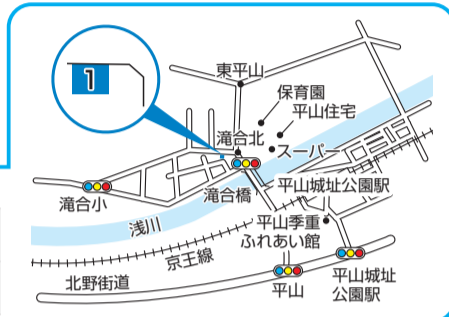 1
東平山
保育園
平山住宅
滝合北
スーパー
滝合小
滝合橋
平山城址公園駅
浅川
平山季重
ふれあい館
京王線
北野街道
平山
平山城址
公園駅